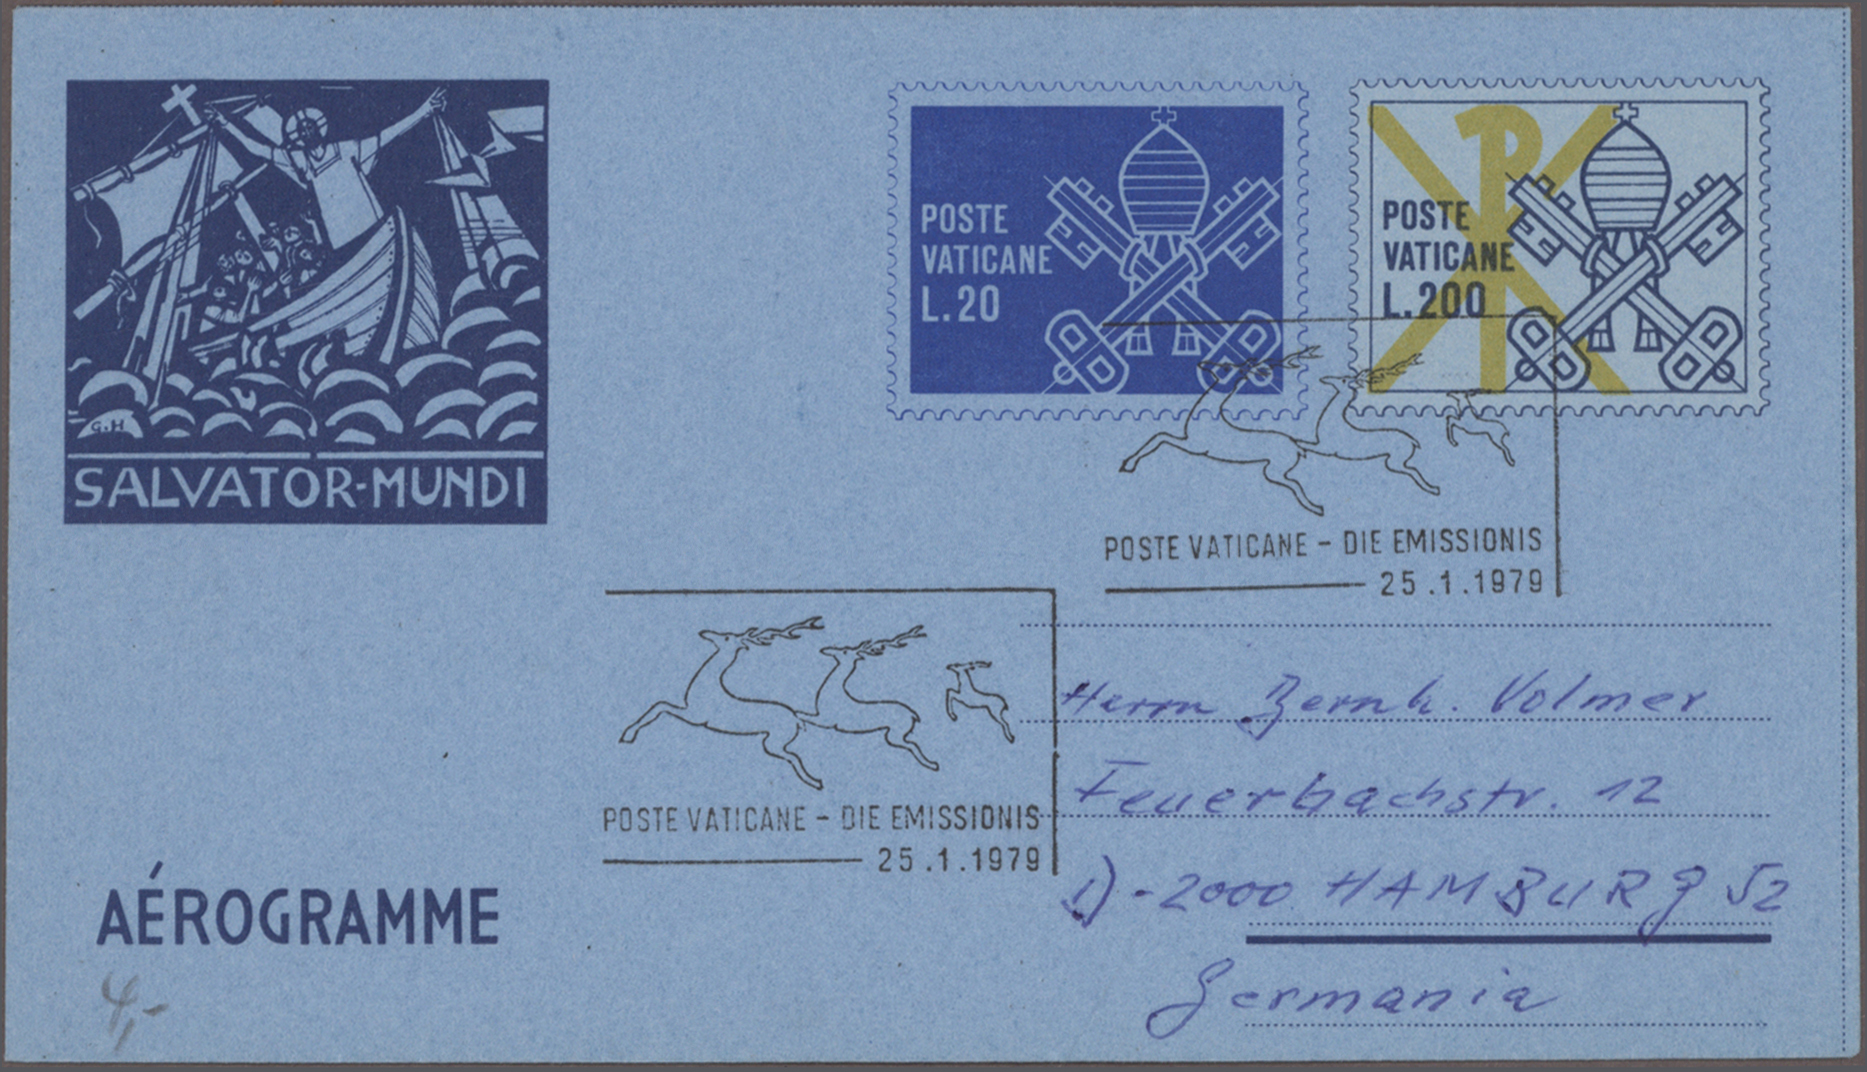 G.H
SALVATOR-MUNDI
POSTE
VATICANE
L.20
POSTE
VATICANE
L.200
POSTE VATICANE - DIE EMISSIONIS
25.1.1979
POSTE VATICANE - DIE EMISSIONIS
25.1.1979
Herrn Bernh. Volmer
Feuerbachstr. 12
D-2000 HAMBURG 52
Germania
AÉROGRAMME
4,-